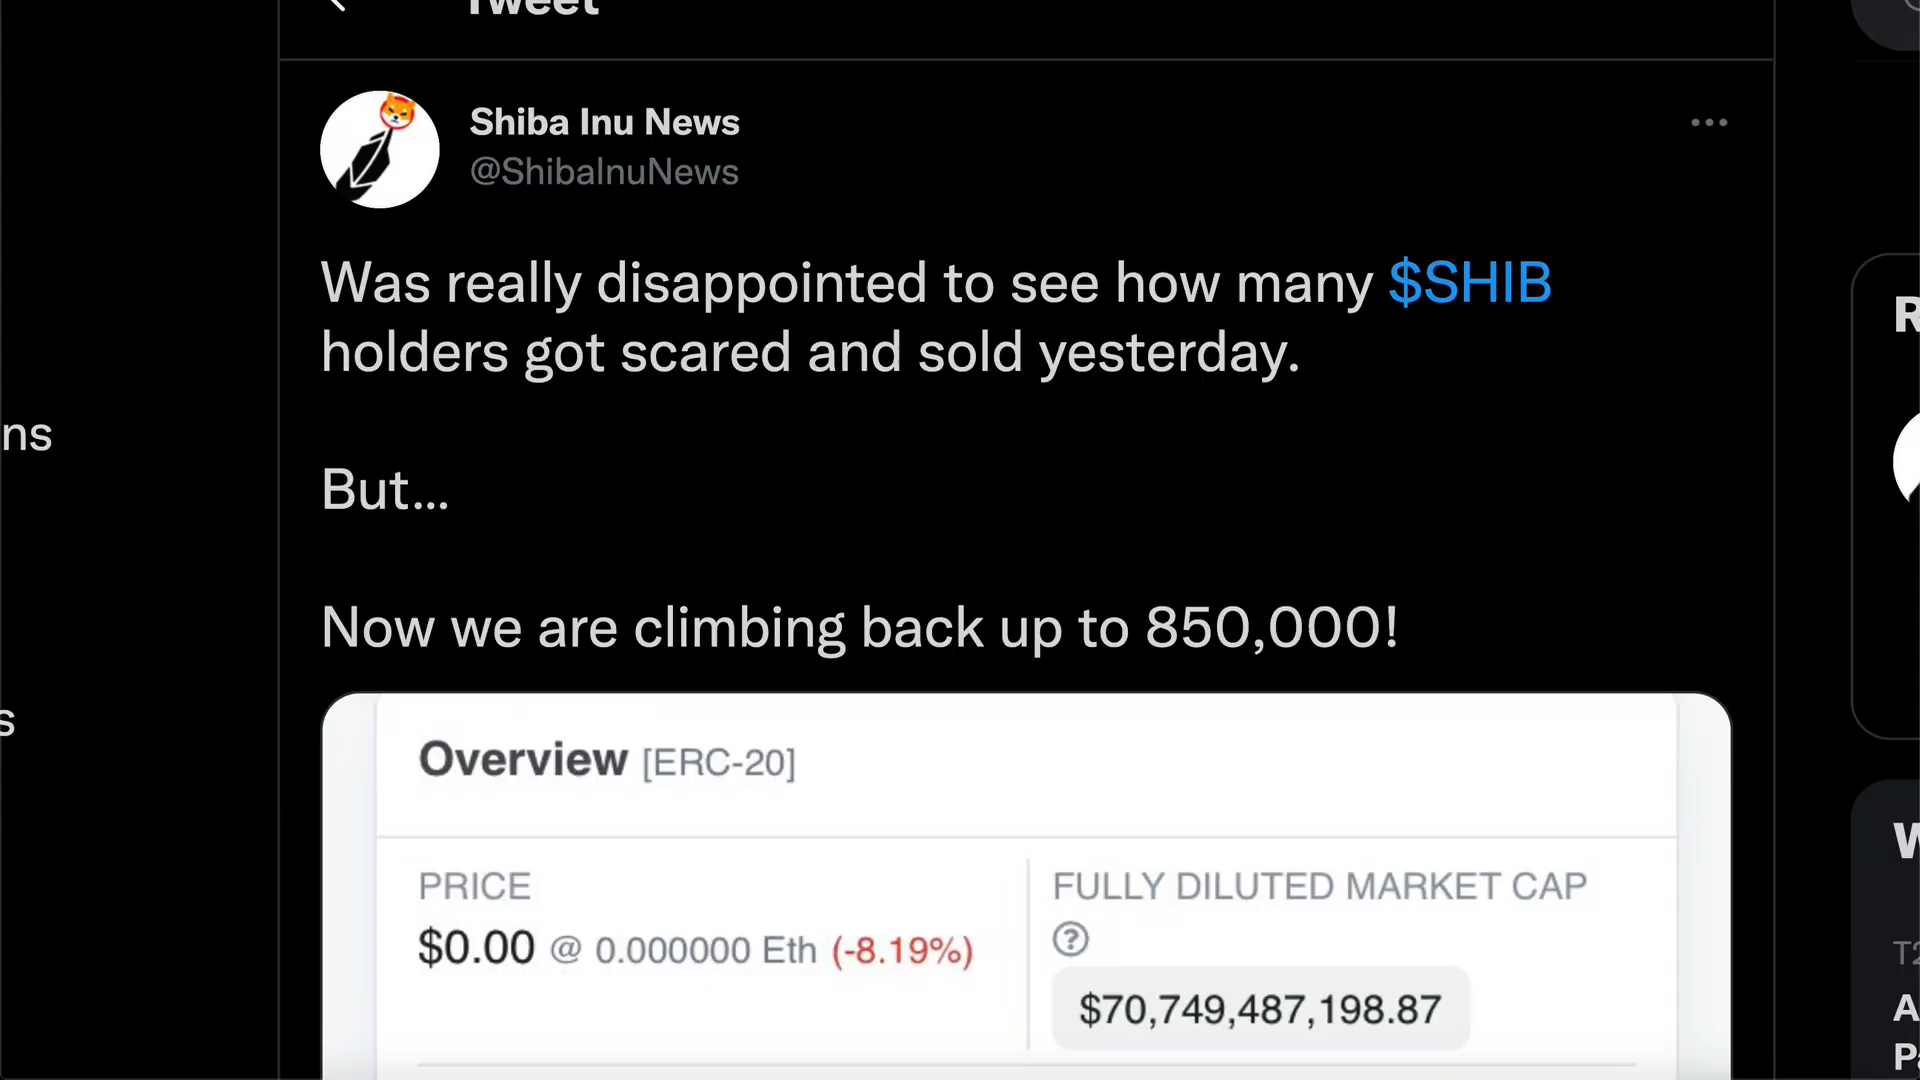 Tweet
Shiba Inu News
@ShibaInuNews
Was really disappointed to see how many $SHIB
holders got scared and sold yesterday.
But...
Now we are climbing back up to 850,000!
Overview [ERC-20]
PRICE
$0.00 @ 0.000000 Eth (-8.19%)
FULLY DILUTED MARKET CAP
$70,749,487,198.87
ns
s